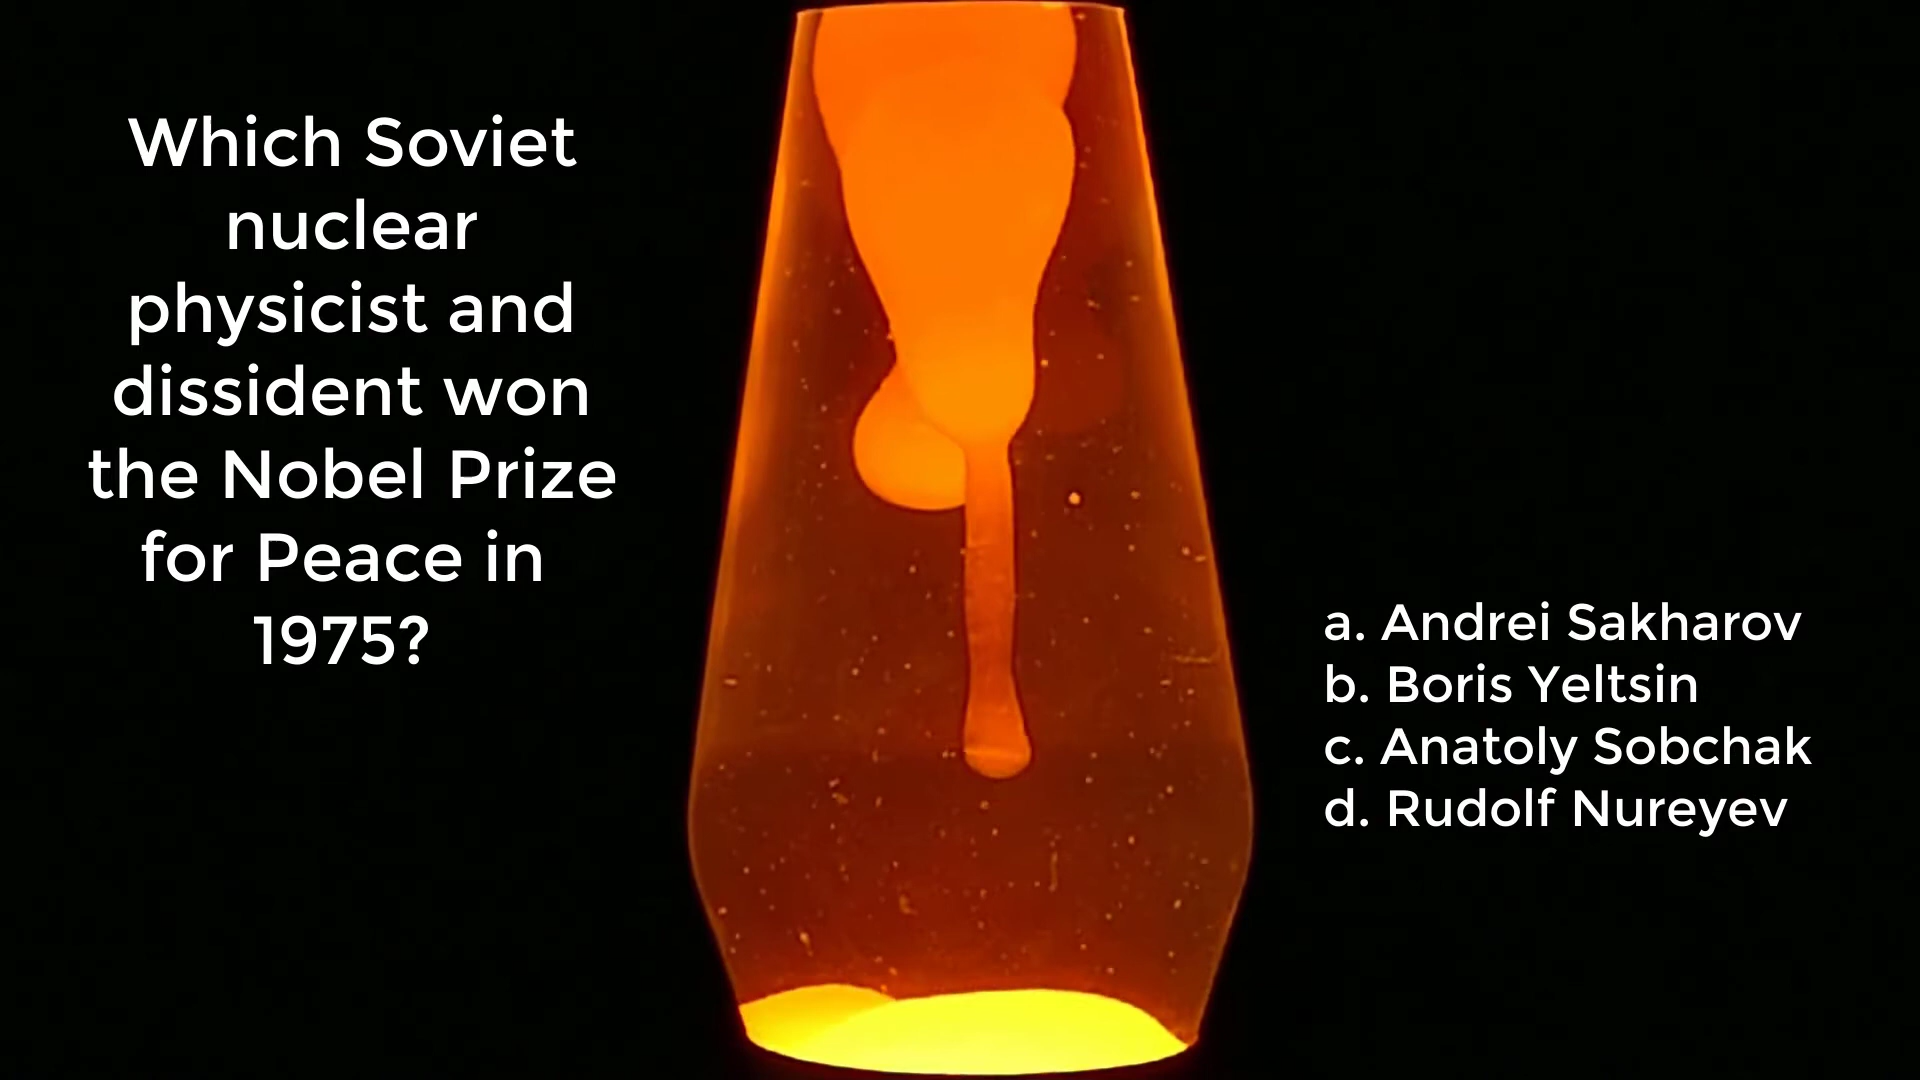 Which Soviet
nuclear
physicist and
dissident won
the Nobel Prize
for Peace in
1975?
a. Andrei Sakharov
b. Boris Yeltsin
c. Anatoly Sobchak
d. Rudolf Nureyev